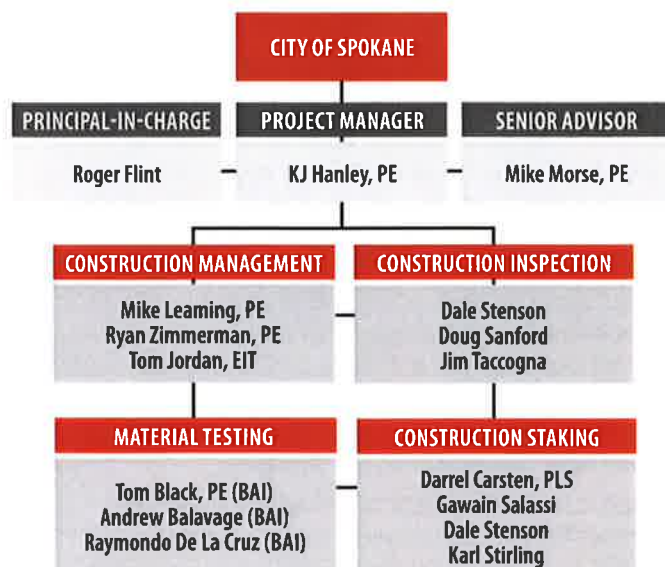 CITY OF SPOKANE
PRINCIPAL-IN-CHARGE
Roger Flint
PROJECT MANAGER
KJ Hanley, PE
SENIOR ADVISOR
Mike Morse, PE
CONSTRUCTION MANAGEMENT
Mike Leaming, PE
Ryan Zimmerman, PE
Tom Jordan, EIT
CONSTRUCTION INSPECTION
Dale Stenson
Doug Sanford
Jim Taccogna
MATERIAL TESTING
Tom Black, PE (BAI)
Andrew Balavage (BAI)
Raymondo De La Cruz (BAI)
CONSTRUCTION STAKING
Darrel Carsten, PLS
Gawain Salassi
Dale Stenson
Karl Stirling